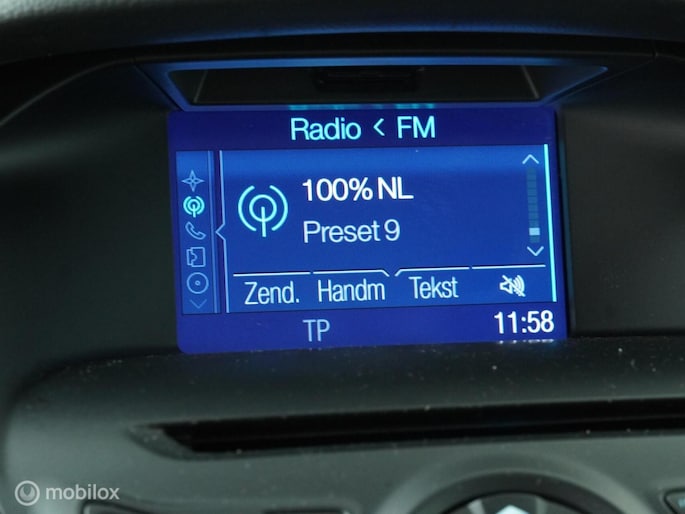 Radio < FM
100% NL
Preset 9
Zend. Handm Tekst
TP 11:58
mobilox